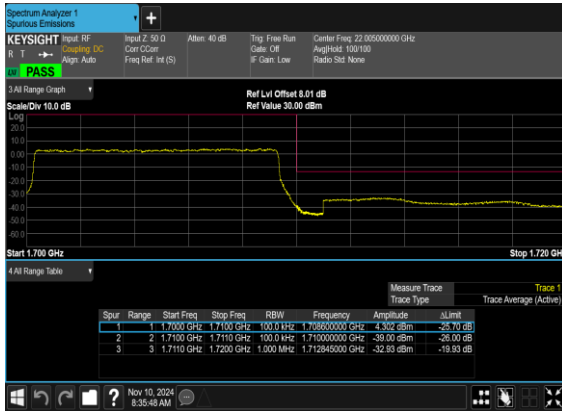 Spectrum Analyzer 1
Spurious Emissions
KEYSIGHT
R T
LXI PASS
Input: RF
Coupling: DC
Align: Auto
Input Z: 50 Ω
Corr CCorr
Freq Ref: Int (S)
Atten: 40 dB
Trig: Free Run
Gate: Off
IF Gain: Low
Center Freq: 22.005000000 GHz
Avg|Hold: 100/100
Radio Std: None
3 All Range Graph
Scale/Div 10.0 dB
Ref Lvl Offset 8.01 dB
Ref Value 30.00 dBm
Log
20.0
10.0
0.00
-10.0
-20.0
-30.0
-40.0
-50.0
-60.0
Start 1.700 GHz
Stop 1.720 GH
4 All Range Table
Measure Trace Trace 1
Trace Type Trace Average (Active)
Spur Range Start Freq Stop Freq RBW Frequency Amplitude ΔLimit
1 1 1.7000 GHz 1.7100 GHz 100.0 kHz 1.708600000 GHz 4.302 dBm -25.70 dB
2 2 1.7100 GHz 1.7110 GHz 100.0 kHz 1.710000000 GHz -39.00 dBm -26.00 dB
3 3 1.7110 GHz 1.7200 GHz 1.000 MHz 1.712845000 GHz -32.93 dBm -19.93 dB
?
Nov 10, 2024
8:35:48 AM